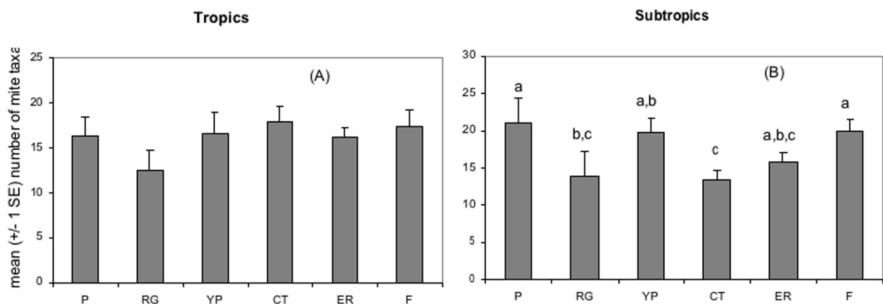 Tropics
Subtropics
mean (+/- 1 SE) number of mite taxa
25
20
15
10
5
0
(A)
P RG YP CT ER F
30
25
20
15
10
5
0
(B)
a
b,c
a,b
c
a,b,c
a
P RG YP CT ER F